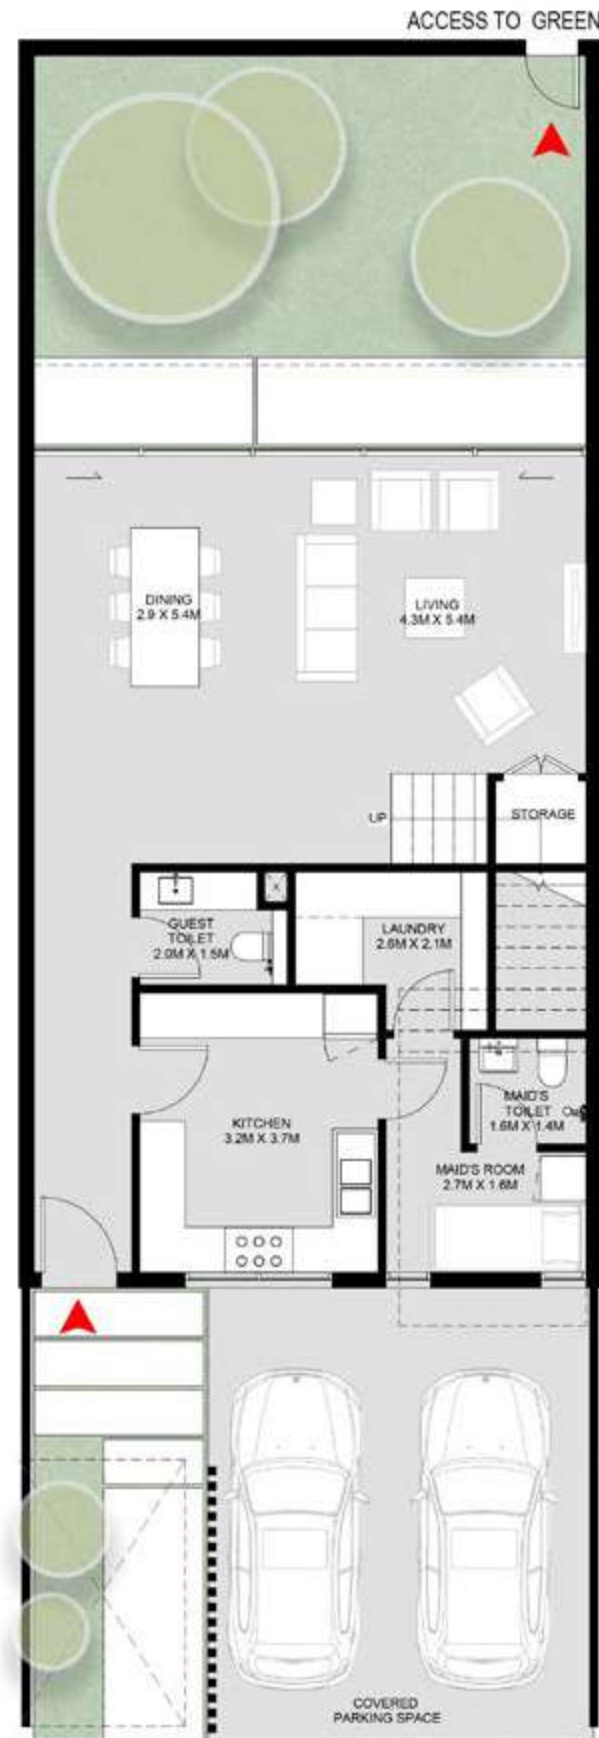 ACCESS TO GREEN
DINING
2.9 X 5.4M
LIVING
4.3M X 5.4M
UP
STORAGE
X
GUEST
TOILET
2.0M X 1.5M
LAUNDRY
2.6M X 2.1M
KITCHEN
3.2M X 3.7M
MAID'S
TOILET
1.6M X 1.4M
MAID'S ROOM
2.7M X 1.6M
COVERED
PARKING SPACE